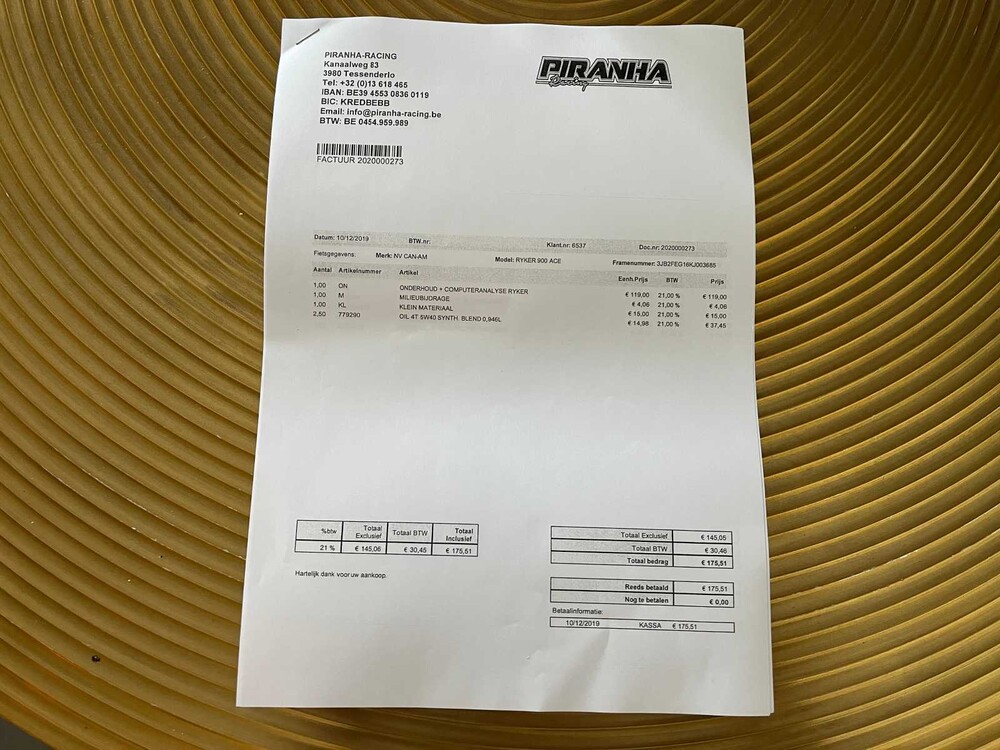 PIRANHA-RACING
Kanaalweg 83
3980 Tessenderlo
Tel: +32 (0)13 618 465
IBAN: BE39 4553 0836 0119
BIC: KREDBEBB
Email: info@piranha-racing.be
BTW: BE 0454.959.989
PIRANHA
Racing
FACTUUR 2020000273
Datum: 10/12/2019 BTW.nr: Klant.nr: 6537 Doc.nr: 2020000273
Fietsgegevens: Merk: NV CAN-AM Model: RYKER 900 ACE Framenummer: 3JB2FEG16KJ003685
Aantal Artikelnummer Artikel Eenh.Prijs BTW Prijs
1,00 ON ONDERHOUD + COMPUTERANALYSE RYKER € 119,00 21,00 % € 119,00
1,00 M MILIEUBIJDRAGE € 4,06 21,00 % € 4,06
1,00 KL KLEIN MATERIAAL € 15,00 21,00 % € 15,00
2,50 779290 OIL 4T 5W40 SYNTH BLEND 0,946L € 14,98 21,00 % € 37,45
%btw Totaal Exclusief Totaal BTW Totaal Inclusief
21 % € 145,06 € 30,45 € 175,51
Hartelijk dank voor uw aankoop.
Totaal Exclusief € 145,05
Totaal BTW € 30,46
Totaal bedrag € 175,51
Reeds betaald € 175,51
Nog te betalen € 0,00
Betaalinformatie:
10/12/2019 KASSA € 175,51